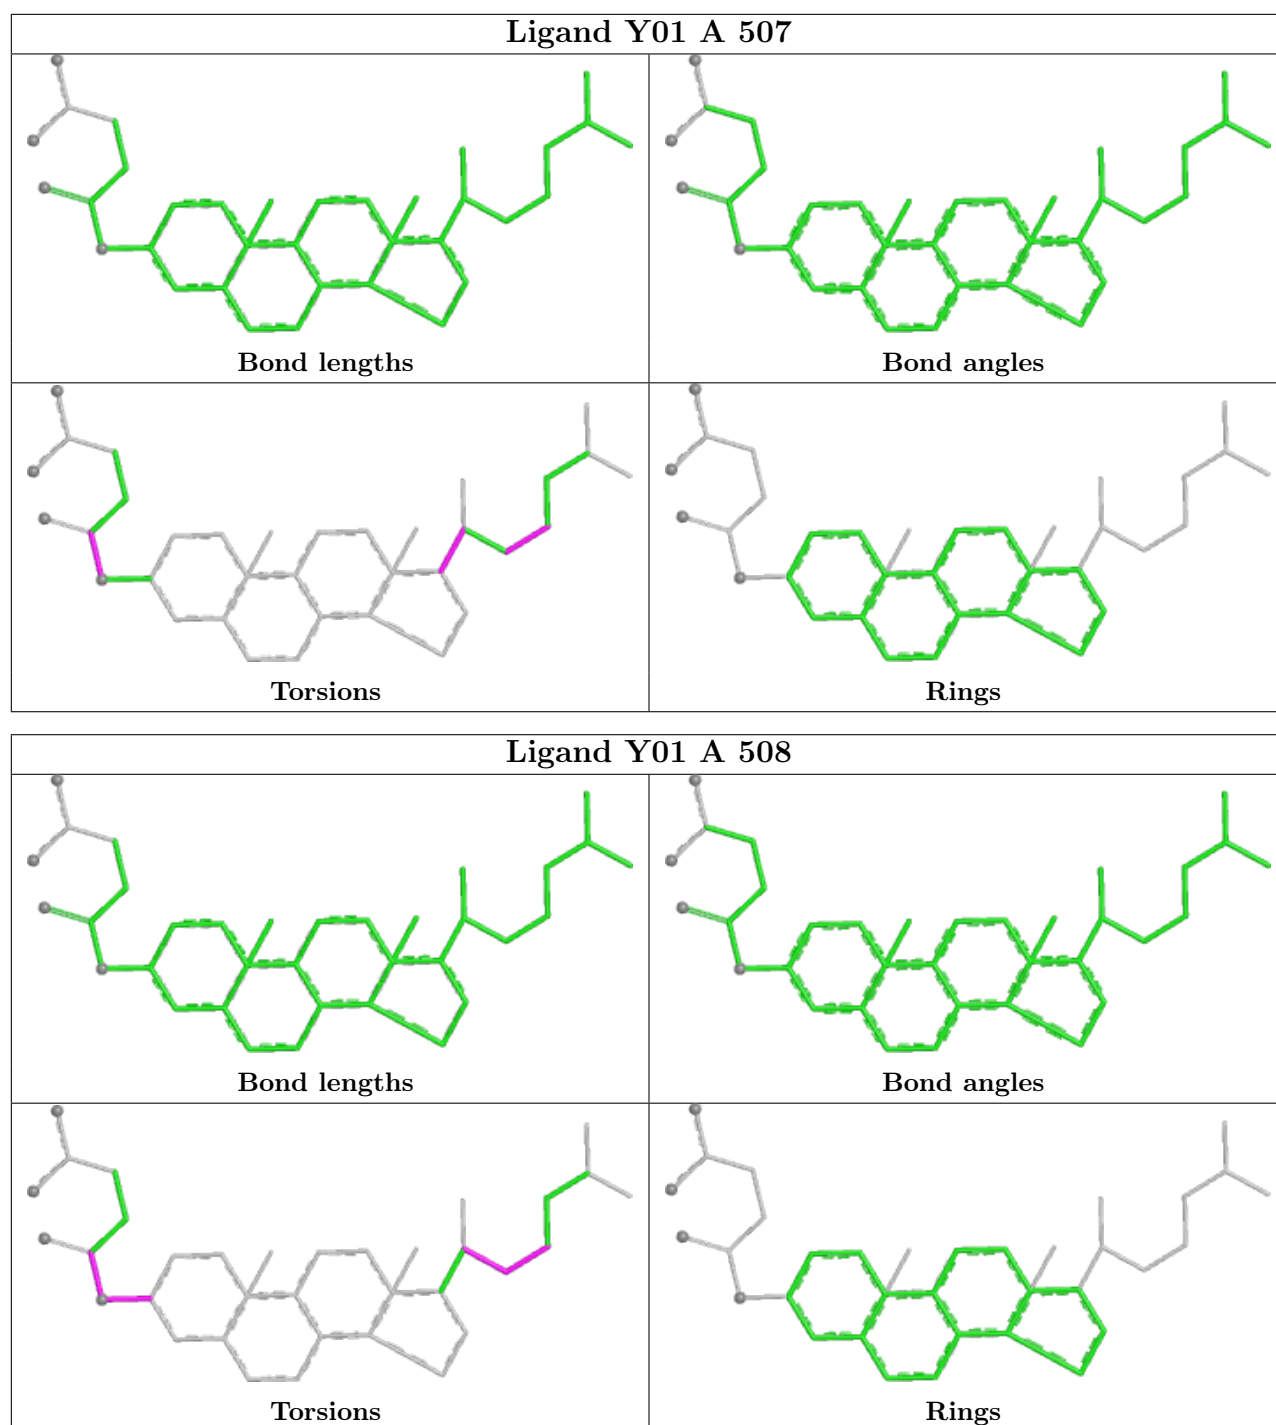 Ligand Y01 A 507
Bond lengths
Bond angles
Torsions
Rings
Ligand Y01 A 508
Bond lengths
Bond angles
Torsions
Rings